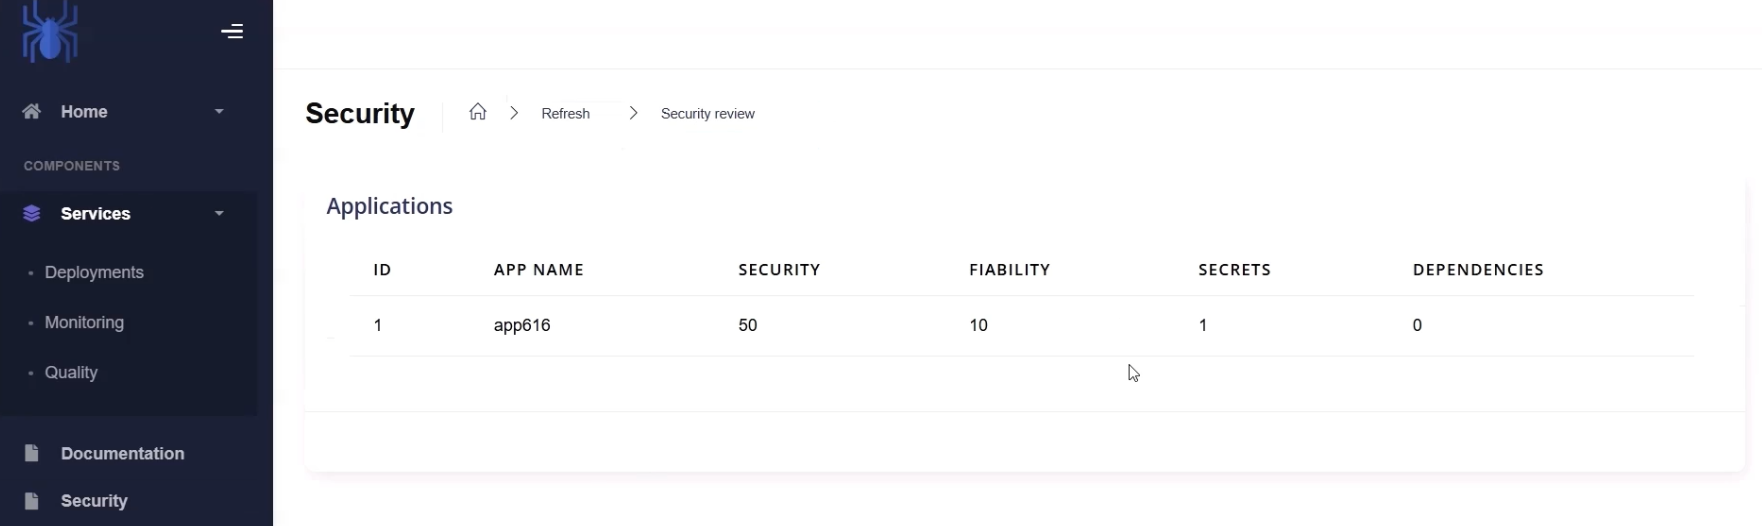 Home
COMPONENTS
Services
Deployments
Monitoring
Quality
Documentation
Security
Security Refresh Security review
Applications
ID APP NAME SECURITY FIABILITY SECRETS DEPENDENCIES
1 app616 50 10 1 0